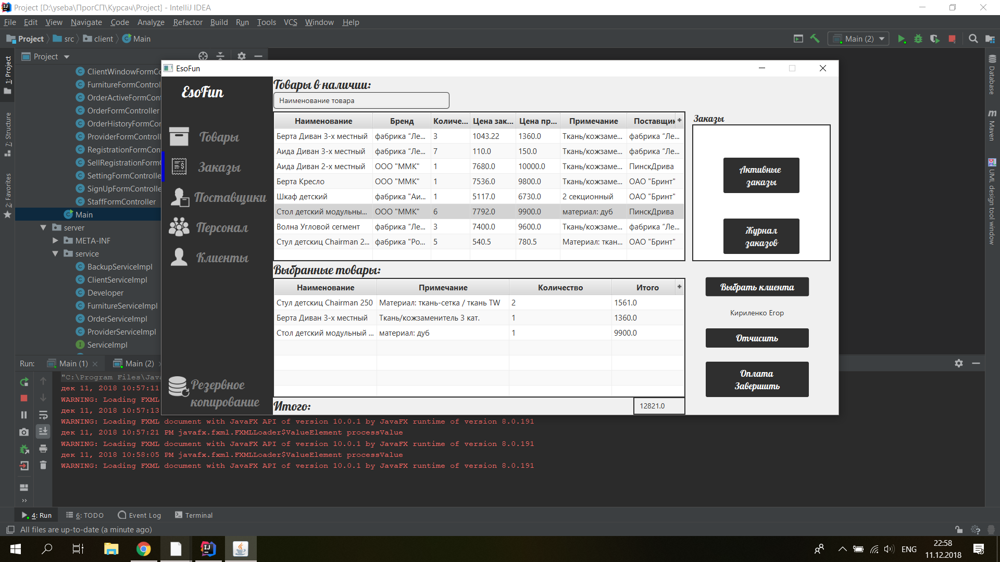 Project [D:\yseba\ПрогСП\Курсач\Project] - IntelliJ IDEA
File Edit View Navigate Code Analyze Refactor Build Run Tools VCS Window Help
Project src client Main
Main (2)
Project
1: Project
7: Structure
2: Favorites
Database
Maven
UML design tool window
FurnitureFormControl
OrderFormController
ProviderFormControll
SettingFormControlle
SignUpFormControlle
StaffFormController
Main
server
META-INF
service
BackupServiceImpl
ClientServiceImpl
Developer
FurnitureServiceImpl
OrderServiceImpl
ProviderServiceImpl
ServiceImpl
EsoFun
EsoFun
Товары
Заказы
Поставщики
Персонал
Клиенты
Резервное
копирование
Товары в наличии:
Наименование товара
Наименование Бренд Количе... Цена зак... Цена пр... Примечание Поставщик +
Берта Диван 3-х местный фабрика “Ле... 3 1043.22 1360.0 Ткань/кожзаме... фабрика “Ле...
Аида Диван 3-х местный фабрика “Ле... 7 110.0 150.0 Ткань/кожзаме... фабрика “Ле...
Аида Диван 2-х местный ООО "ММК" 1 7680.0 10000.0 Ткань/кожзаме... ПинскДрива
Берта Кресло ООО "ММК" 1 7536.0 9800.0 Ткань/кожзаме... ОАО "Бринт"
Шкаф детский фабрика "Аи... 1 5117.0 6730.0 2 секционный ОАО "Бринт"
Стол детский модульны... ООО "ММК" 6 7792.0 9900.0 материал: дуб ПинскДрива
Волна Угловой сегмент фабрика “Ле... 3 7400.0 9600.0 Ткань/кожзаме... фабрика “Ле...
Стул детскиц Chairman 2... фабрика "Ро... 5 540.5 780.5 Материал: ткан... ОАО "Бринт"
Выбранные товары:
Наименование Примечание Количество Итого +
Стул детскиц Chairman 250 Материал: ткань-сетка / ткань TW 2 1561.0
Берта Диван 3-х местный Ткань/кожзаменитель 3 кат. 1 1360.0
Стол детский модульный ... материал: дуб 1 9900.0
Итого: 12821.0
Заказы
Активные
заказы
Журнал
заказов
Выбрать клиента
Кириленко Егор
Отчисить
Оплата
Завершить
Run: Main (1) Main (2)
"C:\Program Files\Java
дек 11, 2018 10:57:11
WARNING: Loading FXML
дек 11, 2018 10:57:13
WARNING: Loading FXML document with JavaFX API of version 10.0.1 by JavaFX runtime of version 8.0.191
дек 11, 2018 10:57:21 PM javafx.fxml.FXMLLoader$ValueElement processValue
WARNING: Loading FXML document with JavaFX API of version 10.0.1 by JavaFX runtime of version 8.0.191
дек 11, 2018 10:58:05 PM javafx.fxml.FXMLLoader$ValueElement processValue
WARNING: Loading FXML document with JavaFX API of version 10.0.1 by JavaFX runtime of version 8.0.191
4: Run 6: TODO Event Log Terminal
All files are up-to-date (a minute ago)
ENG
22:58
11.12.2018